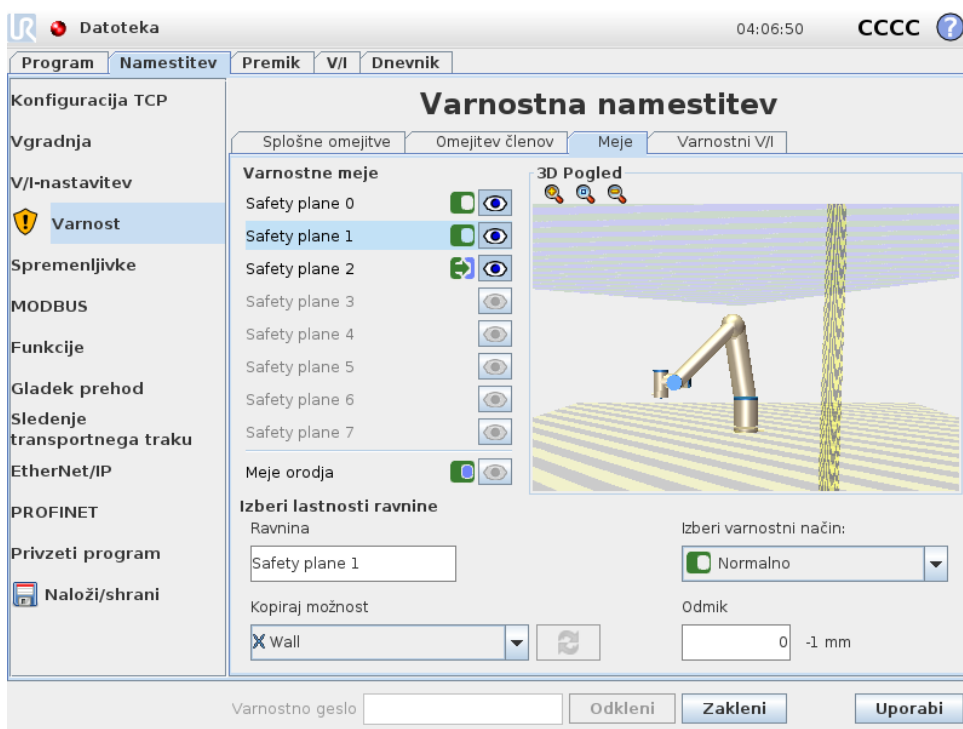 UR Datoteka 04:06:50 CCCC ?
Program Namestitev Premik V/I Dnevnik
Konfiguracija TCP
Vgradnja
V/I-nastavitev
Varnost
Spremenljivke
MODBUS
Funkcije
Gladek prehod
Sledenje
transportnega traku
EtherNet/IP
PROFINET
Privzeti program
Naloži/shrani
Varnostna namestitev
Splošne omejitve Omejitev členov Meje Varnostni V/I
Varnostne meje
Safety plane 0
Safety plane 1
Safety plane 2
Safety plane 3
Safety plane 4
Safety plane 5
Safety plane 6
Safety plane 7
Meje orodja
3D Pogled
Izberi lastnosti ravnine
Ravnina
Safety plane 1
Kopiraj možnost
Wall
Izberi varnostni način:
Normalno
Odmik
0 -1 mm
Varnostno geslo Odkleni Zakleni Uporabi